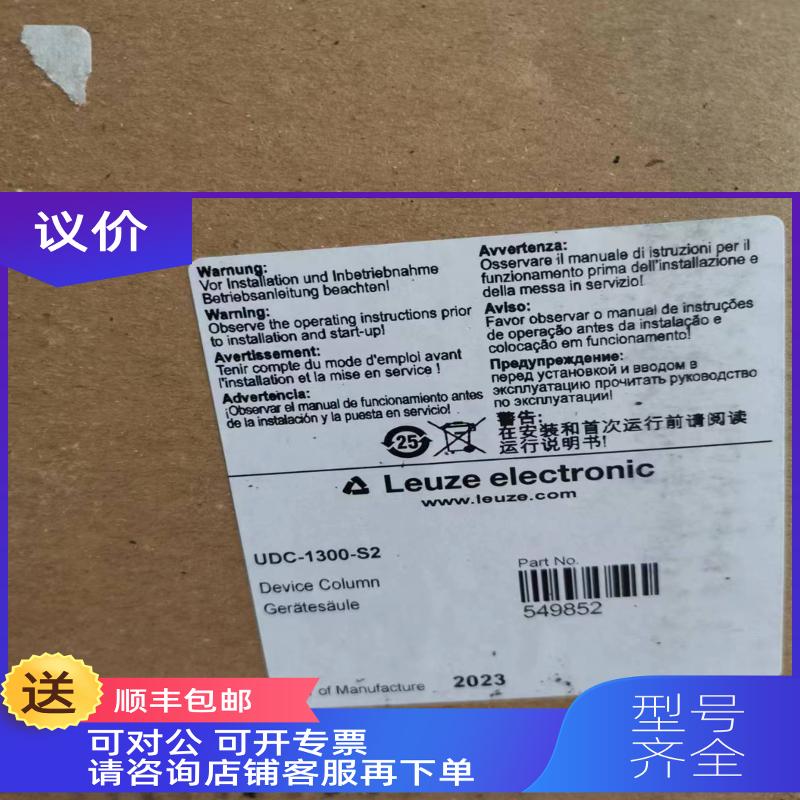 议价
Warnung:
Vor Installation und Inbetriebnahme
Betriebsanleitung beachten!
Warning:
Observe the operating instructions prior
to installation and start-up!
Avertissement:
Tenir compte du mode d'emploi avant
l'installation et la mise en service !
Advertencia:
¡Observar el manual de funcionamiento antes
de la instalación y la puesta en servicio!
Avvertenza:
Osservare il manuale di istruzioni per il
funzionamento prima dell'installazione e
della messa in servizio!
Aviso:
Favor observar o manual de instruções
de operação antes da instalação e
colocação em funcionamento!
Предупреждение:
перед установкой и вводом в
эксплуатацию прочитать руководство
по эксплуатации!
警告:
在安装和首次运行前请阅读
运行说明书!
25
Leuze electronic
www.leuze.com
UDC-1300-S2
Device Column
Gerätesäule
Part No.
549852
of Manufacture 2023
送
顺丰包邮
可对公 可开专票
请咨询店铺客服再下单
型号
齐全